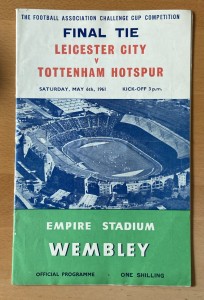 THE FOOTBALL ASSOCIATION CHALLENGE CUP COMPETITION
FINAL TIE
LEICESTER CITY
v
TOTTENHAM HOTSPUR
SATURDAY, MAY 6th, 1961 KICK-OFF 3 p.m.
EMPIRE STADIUM
WEMBLEY
OFFICIAL PROGRAMME ONE SHILLING